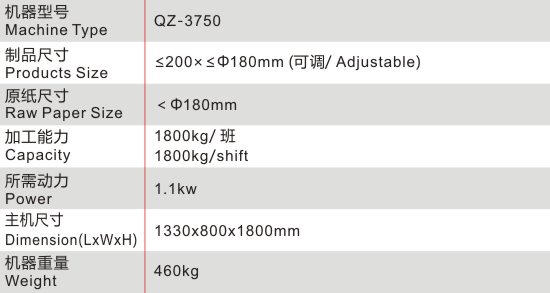 机器型号
Machine Type
QZ-3750
制品尺寸
Products Size
≤200×≤Φ180mm (可调/ Adjustable)
原纸尺寸
Raw Paper Size
＜Φ180mm
加工能力
Capacity
1800kg/ 班
1800kg/shift
所需动力
Power
1.1kw
主机尺寸
Dimension(LxWxH)
1330x800x1800mm
机器重量
Weight
460kg